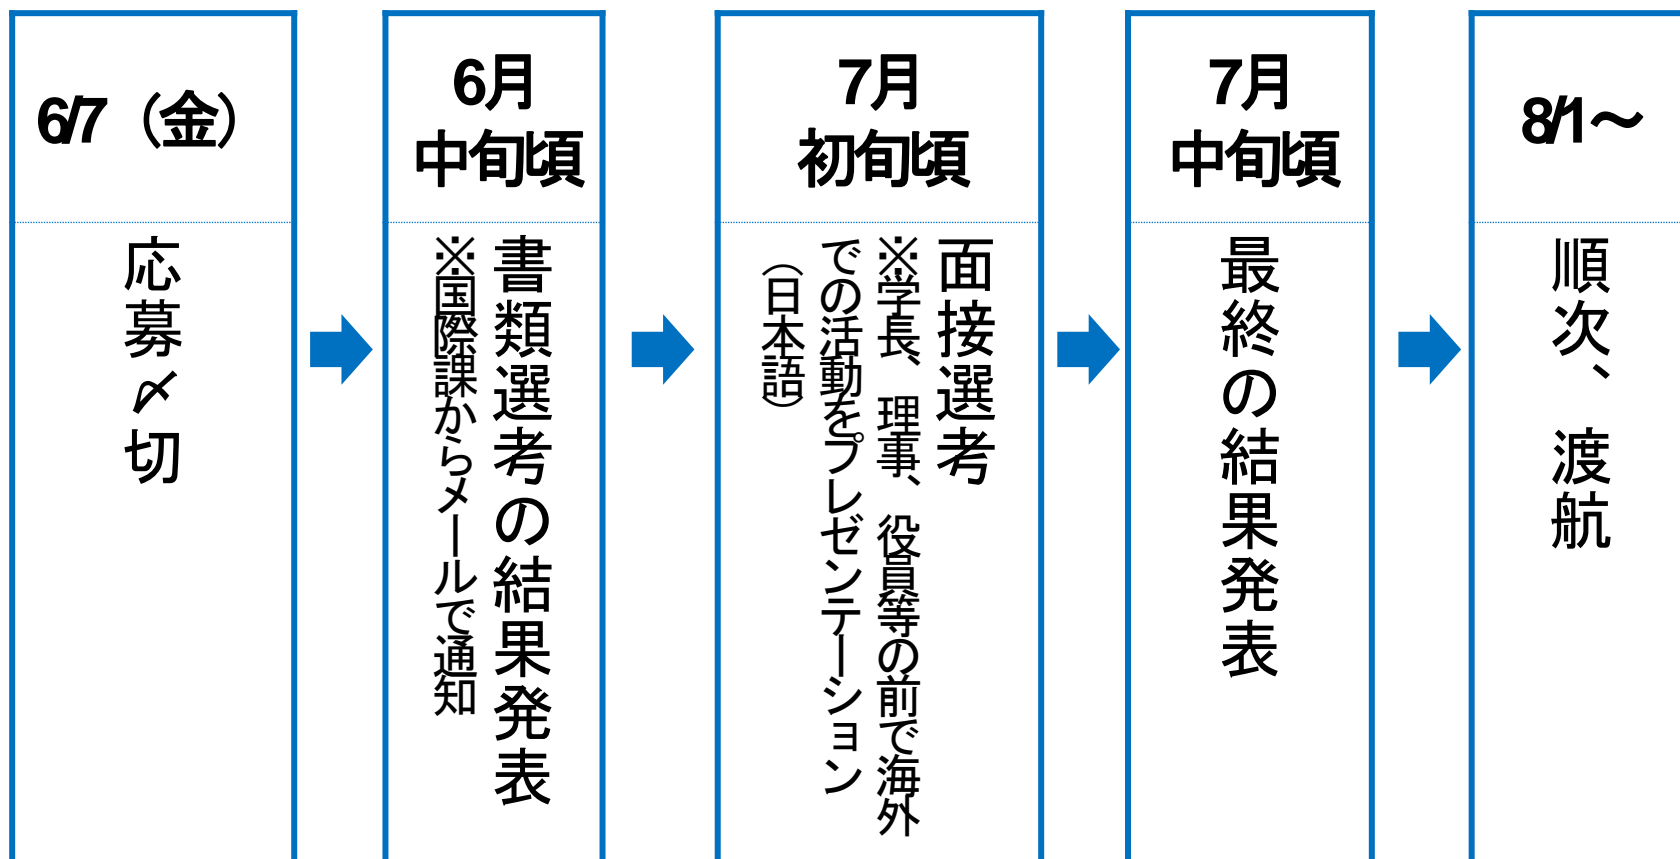 6/7（金）
応募〆切
6月
中旬頃
書類選考の結果発表
※国際課からメールで通知
7月
初旬頃
面接選考
※学長、理事、役員等の前で海外
での活動をプレゼンテーション
（日本語）
7月
中旬頃
最終の結果発表
8/1～
順次、渡航